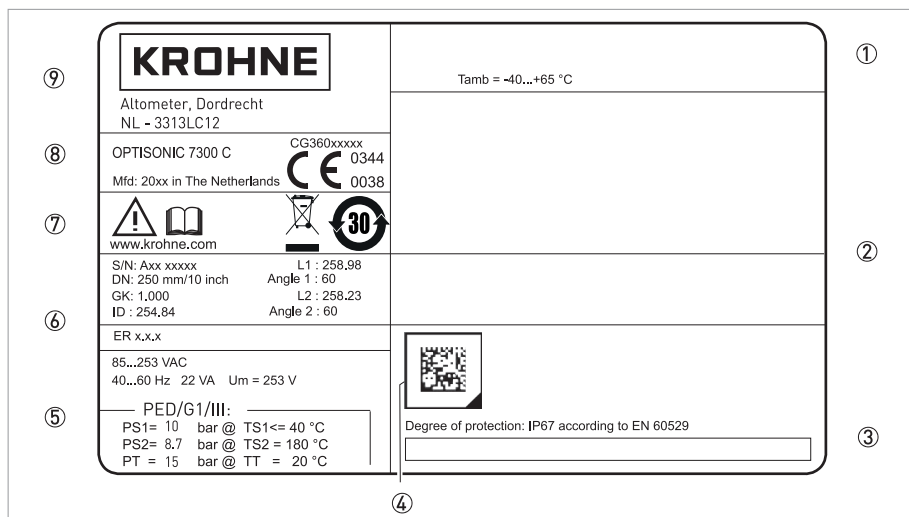 KROHNE
Altometer, Dordrecht
NL - 3313LC12
OPTISONIC 7300 C
Mfd: 20xx in The Netherlands
CG360xxxxx
CE 0344
0038
30
www.krohne.com
S/N: Axx xxxxx
DN: 250 mm/10 inch
GK: 1.000
ID : 254.84
L1 : 258.98
Angle 1 : 60
L2 : 258.23
Angle 2 : 60
ER x.x.x
85...253 VAC
40...60 Hz 22 VA Um = 253 V
PED/G1/III:
PS1= 10 bar @ TS1<= 40 °C
PS2= 8.7 bar @ TS2 = 180 °C
PT = 15 bar @ TT = 20 °C
Tamb = -40...+65 °C
Degree of protection: IP67 according to EN 60529
①
②
③
④
⑤
⑥
⑦
⑧
⑨